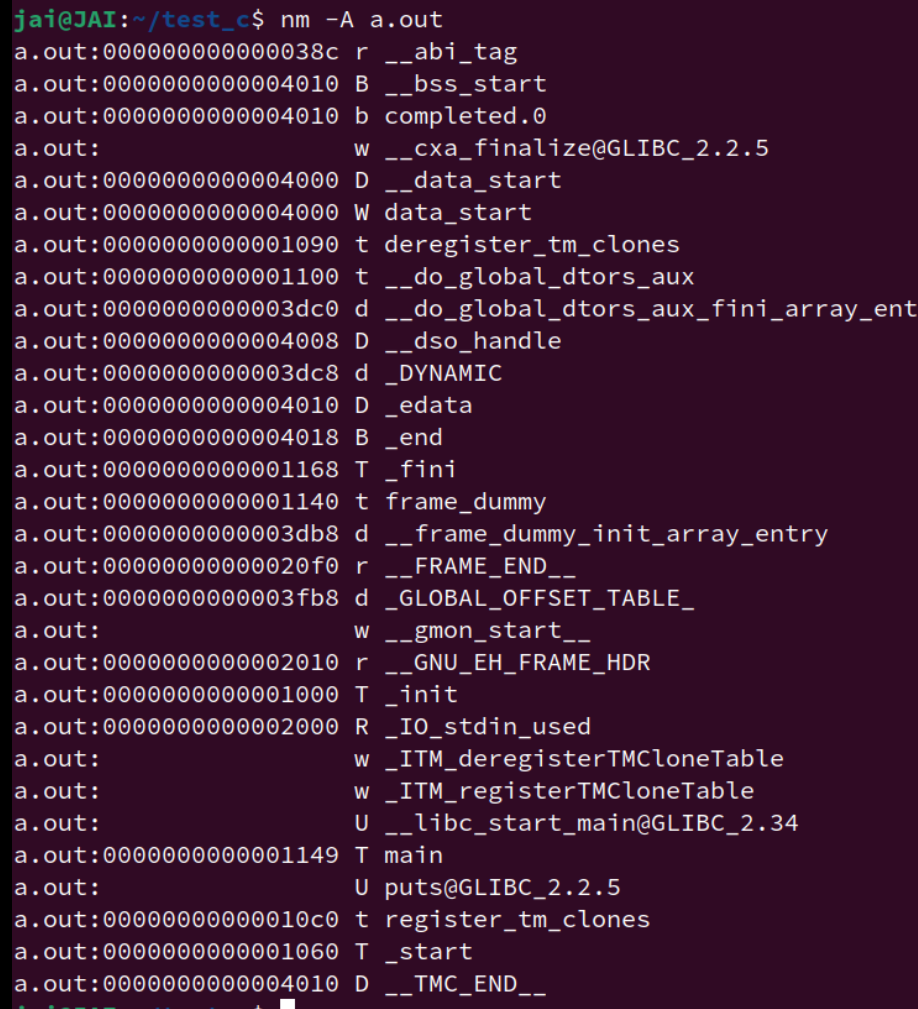 jai@JAI:~/test_c$ nm -A a.out
a.out:000000000000038c r __abi_tag
a.out:0000000000004010 B __bss_start
a.out:0000000000004010 b completed.0
a.out:                 w __cxa_finalize@GLIBC_2.2.5
a.out:0000000000004000 D __data_start
a.out:0000000000004000 W data_start
a.out:0000000000001090 t deregister_tm_clones
a.out:0000000000001100 t __do_global_dtors_aux
a.out:0000000000003dc0 d __do_global_dtors_aux_fini_array_ent
a.out:0000000000004008 D __dso_handle
a.out:0000000000003dc8 d _DYNAMIC
a.out:0000000000004010 D _edata
a.out:0000000000004018 B _end
a.out:0000000000001168 T _fini
a.out:0000000000001140 t frame_dummy
a.out:0000000000003db8 d __frame_dummy_init_array_entry
a.out:00000000000020f0 r __FRAME_END__
a.out:0000000000003fb8 d _GLOBAL_OFFSET_TABLE_
a.out:                 w __gmon_start__
a.out:0000000000002010 r __GNU_EH_FRAME_HDR
a.out:0000000000001000 T _init
a.out:0000000000002000 R _IO_stdin_used
a.out:                 w _ITM_deregisterTMCloneTable
a.out:                 w _ITM_registerTMCloneTable
a.out:                 U __libc_start_main@GLIBC_2.34
a.out:0000000000001149 T main
a.out:                 U puts@GLIBC_2.2.5
a.out:00000000000010c0 t register_tm_clones
a.out:0000000000001060 T _start
a.out:0000000000004010 D __TMC_END__